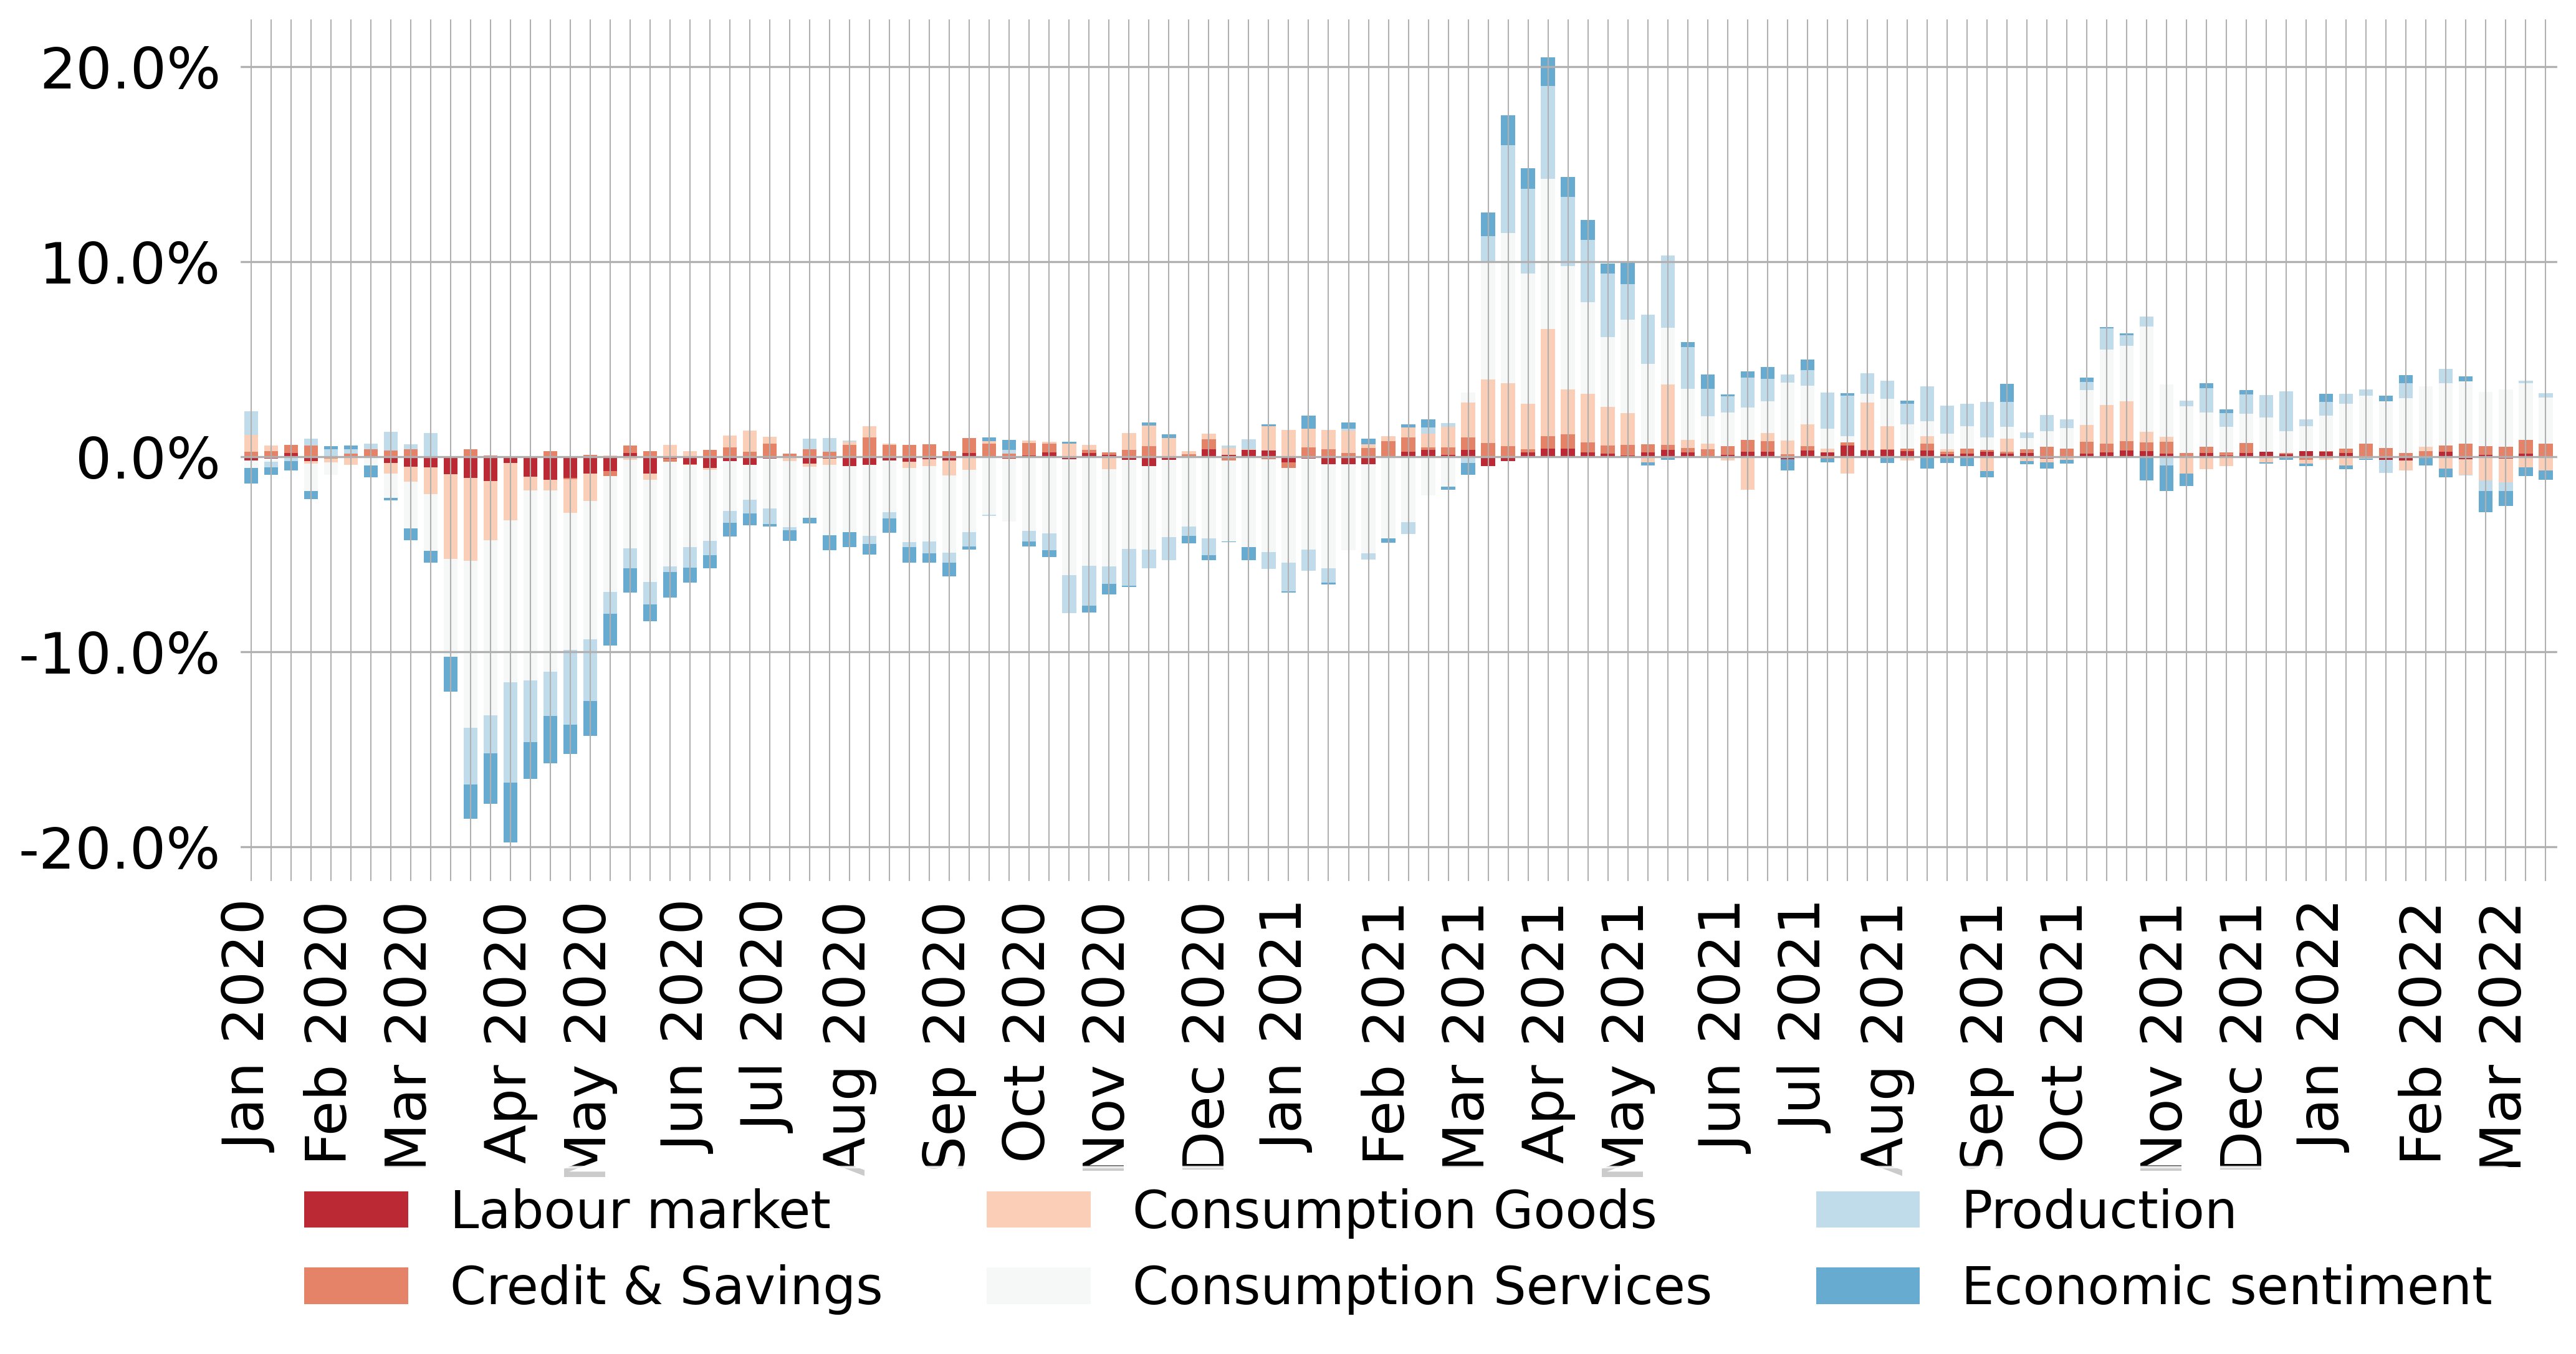 20.0%
10.0%
0.0%
-10.0%
-20.0%
Jan 2020
Feb 2020
Mar 2020
Apr 2020
May 2020
Jun 2020
Jul 2020
Aug 2020
Sep 2020
Oct 2020
Nov 2020
Dec 2020
Jan 2021
Feb 2021
Mar 2021
Apr 2021
May 2021
Jun 2021
Jul 2021
Aug 2021
Sep 2021
Oct 2021
Nov 2021
Dec 2021
Jan 2022
Feb 2022
Mar 2022
Labour market
Consumption Goods
Production
Credit & Savings
Consumption Services
Economic sentiment